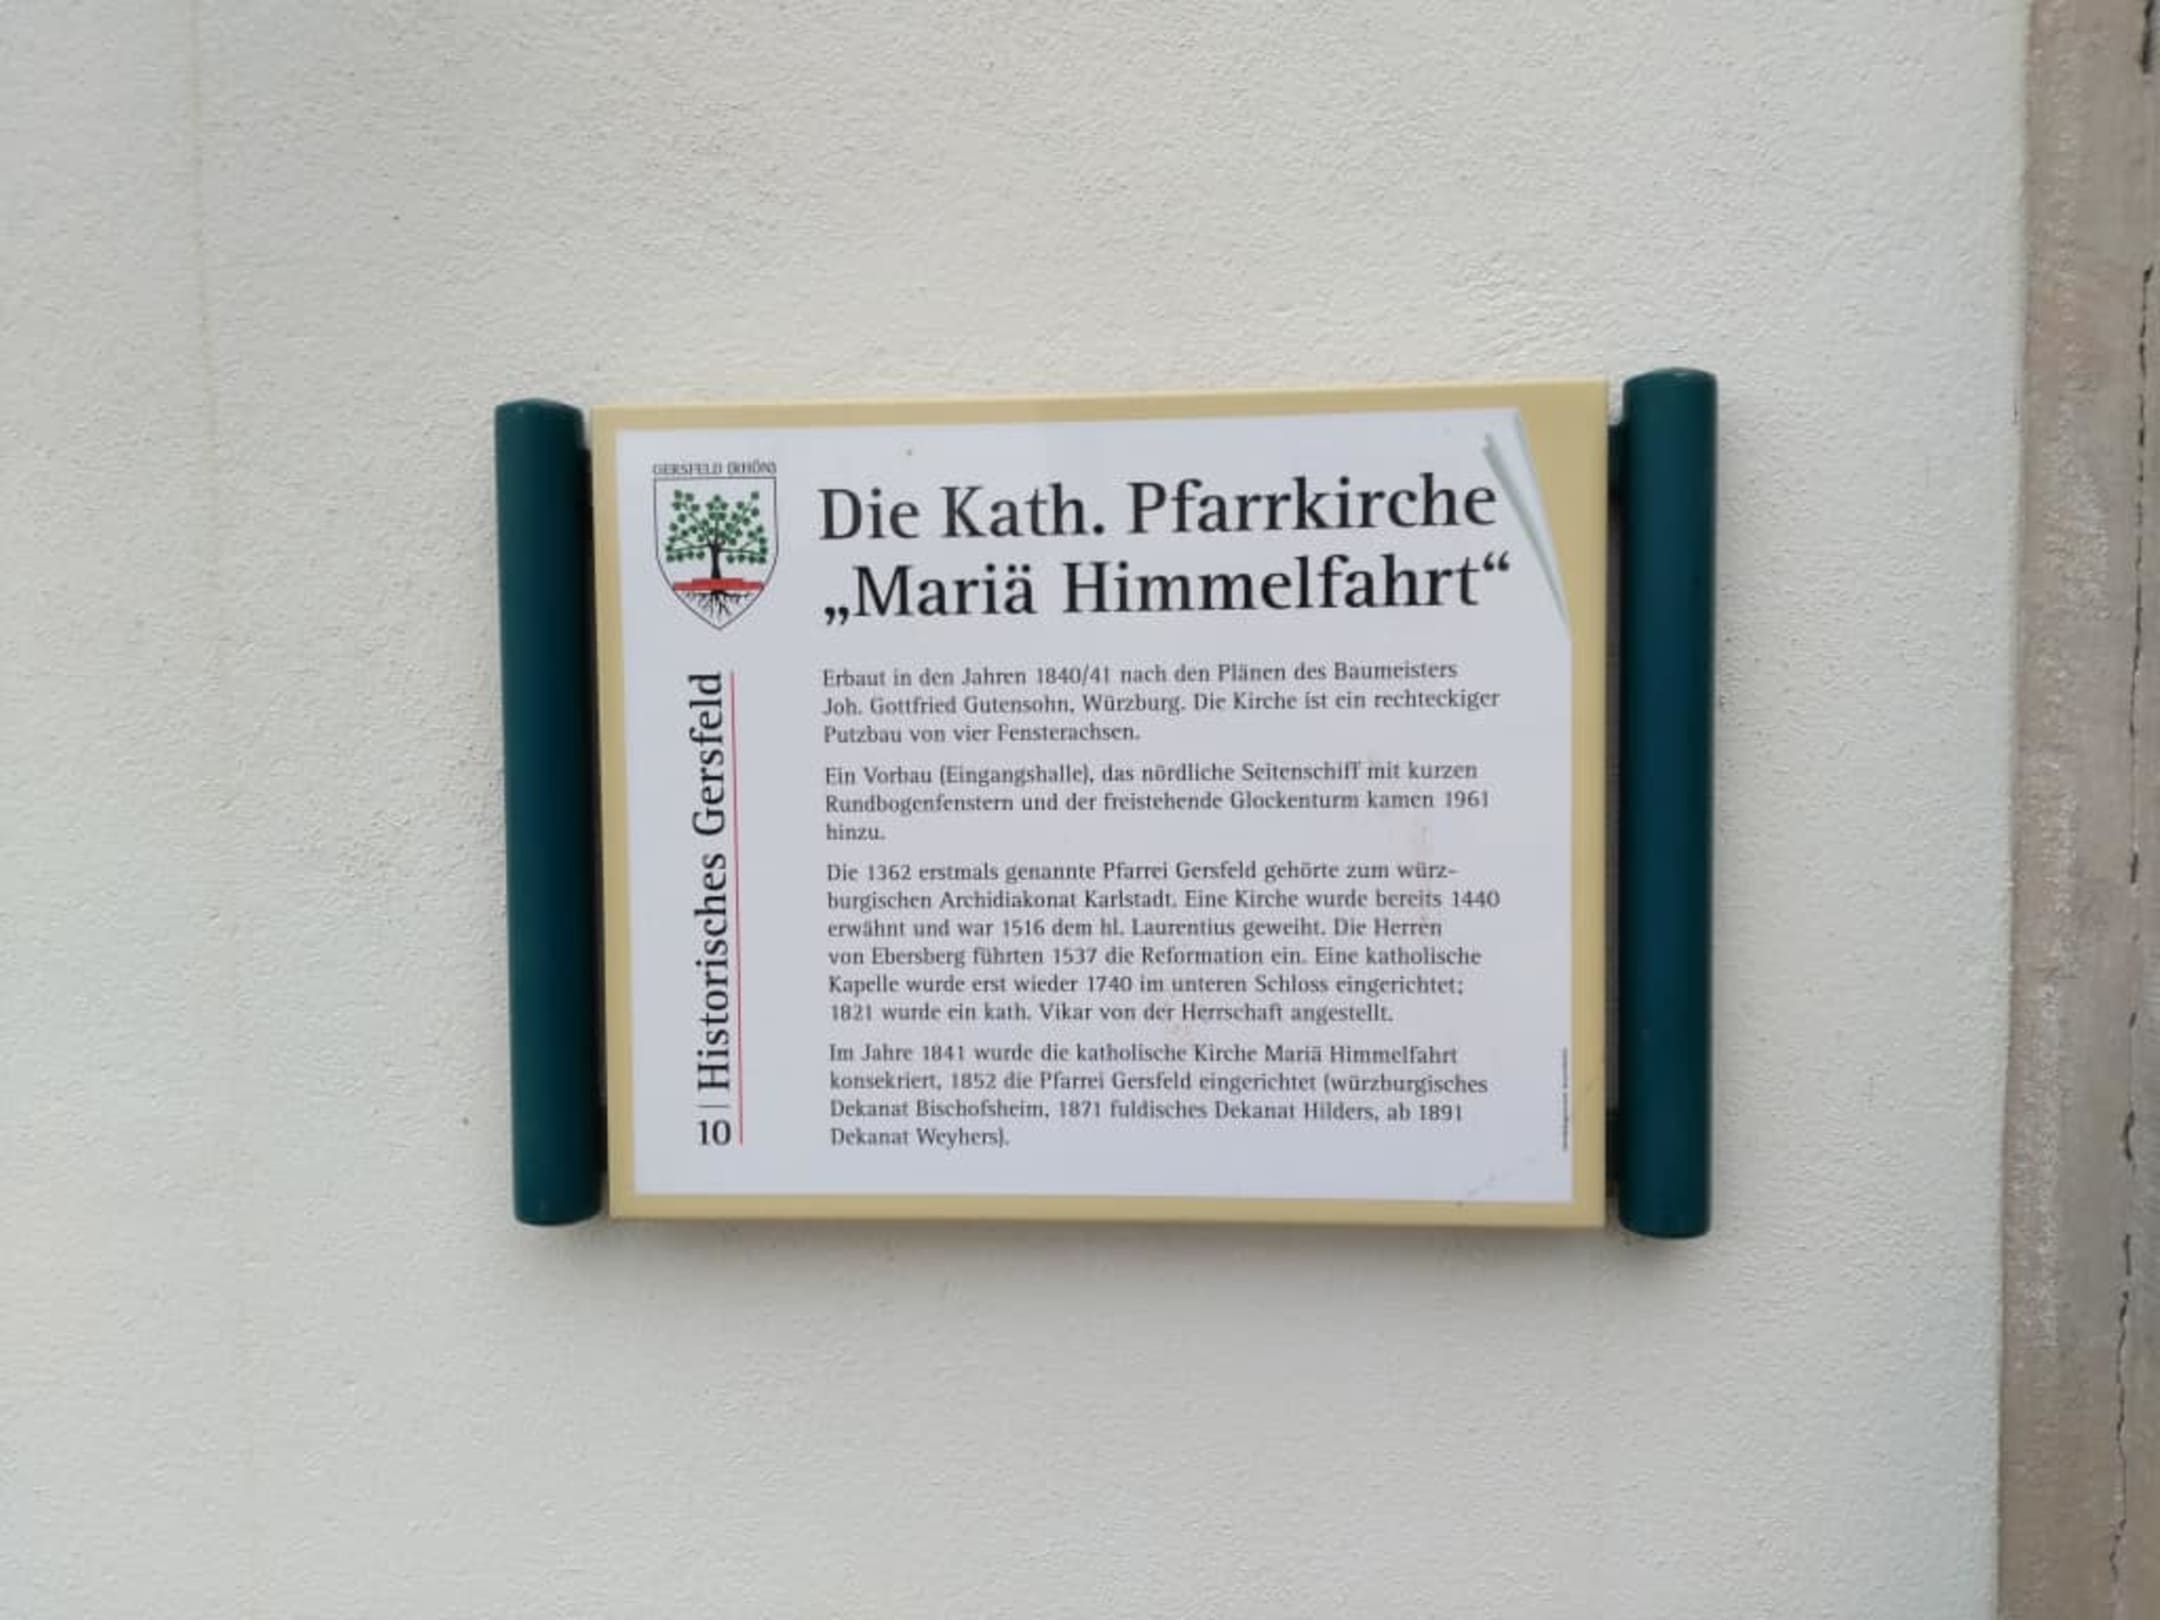 GERSFELD (RHÖN)
Die Kath. Pfarrkirche
„Mariä Himmelfahrt“
Erbaut in den Jahren 1840/41 nach den Plänen des Baumeisters
Joh. Gottfried Gutensohn, Würzburg. Die Kirche ist ein rechteckiger
Putzbau von vier Fensterachsen.
Ein Vorbau (Eingangshalle), das nördliche Seitenschiff mit kurzen
Rundbogenfenstern und der freistehende Glockenturm kamen 1961
hinzu.
Die 1362 erstmals genannte Pfarrei Gersfeld gehörte zum würz-
burgischen Archidiakonat Karlstadt. Eine Kirche wurde bereits 1440
erwähnt und war 1516 dem hl. Laurentius geweiht. Die Herren
von Ebersberg führten 1537 die Reformation ein. Eine katholische
Kapelle wurde erst wieder 1740 im unteren Schloss eingerichtet;
1821 wurde ein kath. Vikar von der Herrschaft angestellt.
Im Jahre 1841 wurde die katholische Kirche Mariä Himmelfahrt
konsekriert, 1852 die Pfarrei Gersfeld eingerichtet (würzburgisches
Dekanat Bischofsheim, 1871 fuldisches Dekanat Hilders, ab 1891
Dekanat Weyhers).
10 | Historisches Gersfeld